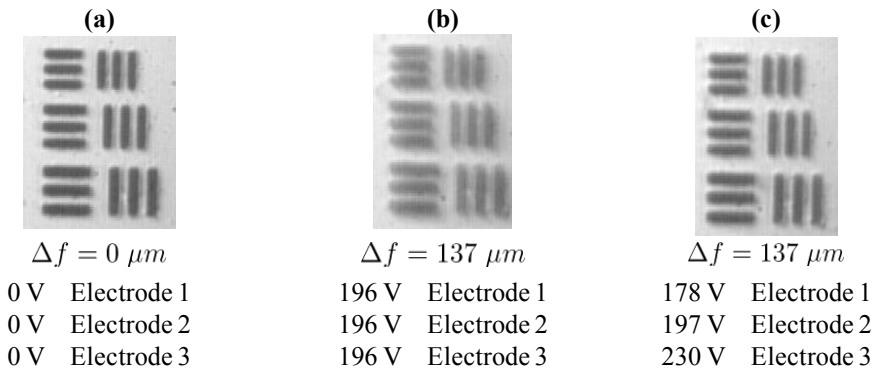 (a) (b) (c)
Δf = 0 μm Δf = 137 μm Δf = 137 μm
0 V Electrode 1 196 V Electrode 1 178 V Electrode 1
0 V Electrode 2 196 V Electrode 2 197 V Electrode 2
0 V Electrode 3 196 V Electrode 3 230 V Electrode 3